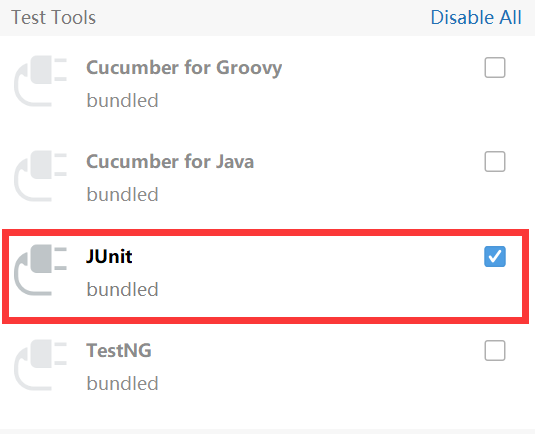 Test Tools Disable All
Cucumber for Groovy
bundled
Cucumber for Java
bundled
JUnit
bundled
TestNG
bundled